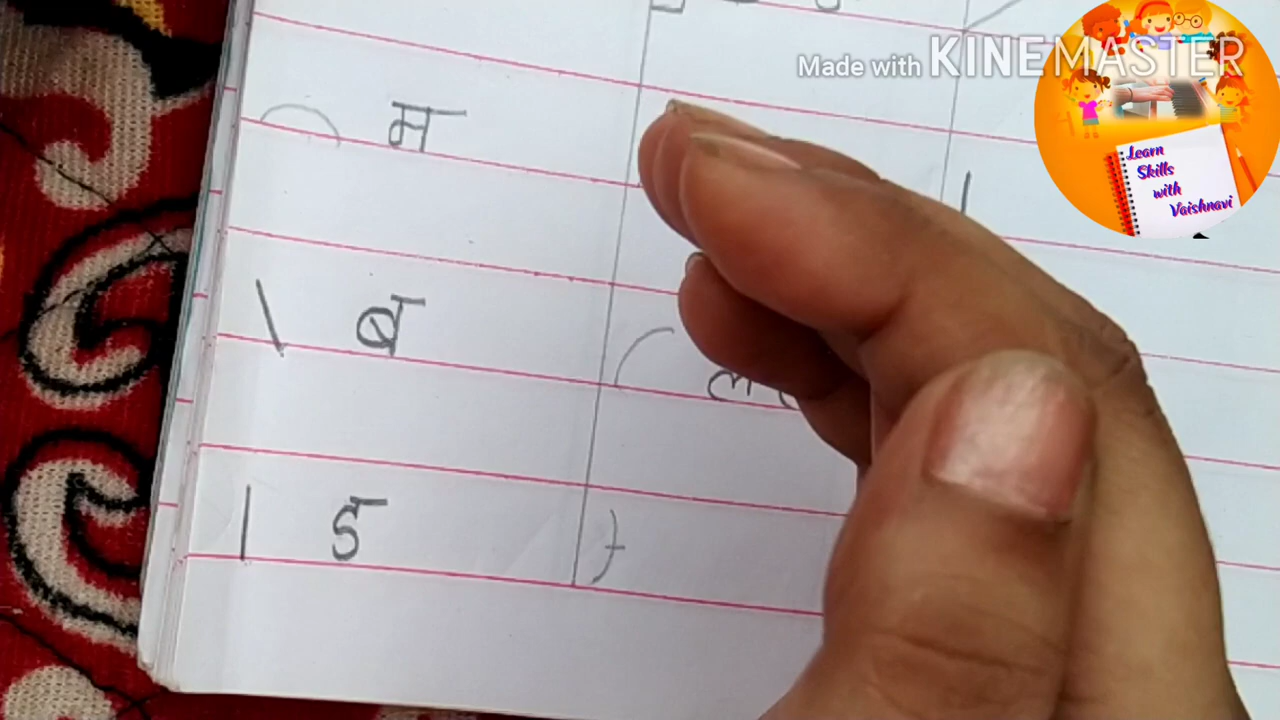 Made with KINEMASTER
Learn
Skills
with
Vaishnavi
म
ब
ड